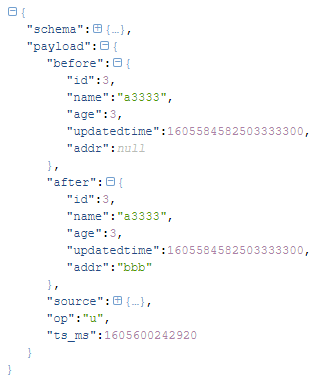 {
"schema":{...},
"payload":{
"before":{
"id":3,
"name":"a3333",
"age":3,
"updatedtime":1605584582503333300,
"addr":null
},
"after":{
"id":3,
"name":"a3333",
"age":3,
"updatedtime":1605584582503333300,
"addr":"bbb"
},
"source":{...},
"op":"u",
"ts_ms":1605600242920
}
}